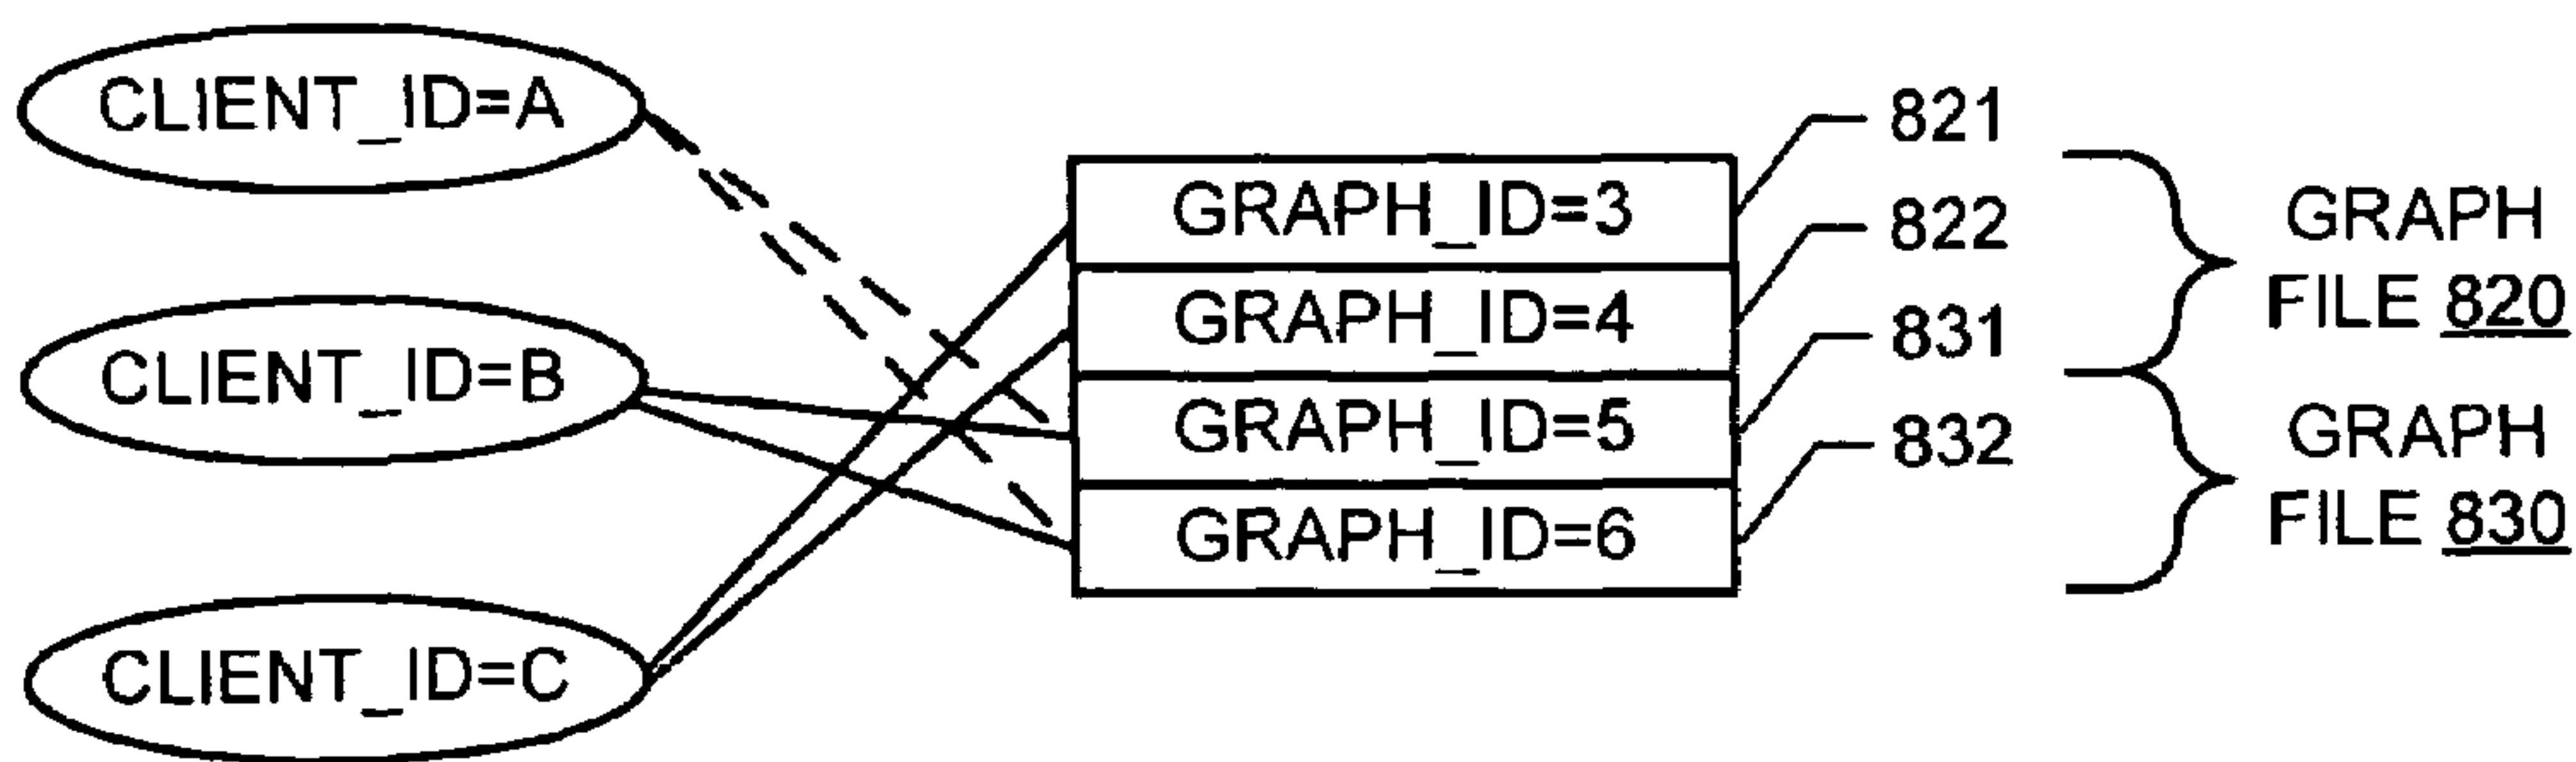 CLIENT_ID=A
CLIENT_ID=B
CLIENT_ID=C
GRAPH_ID=3
GRAPH_ID=4
GRAPH_ID=5
GRAPH_ID=6
821
822
831
832
GRAPH
FILE 820
GRAPH
FILE 830